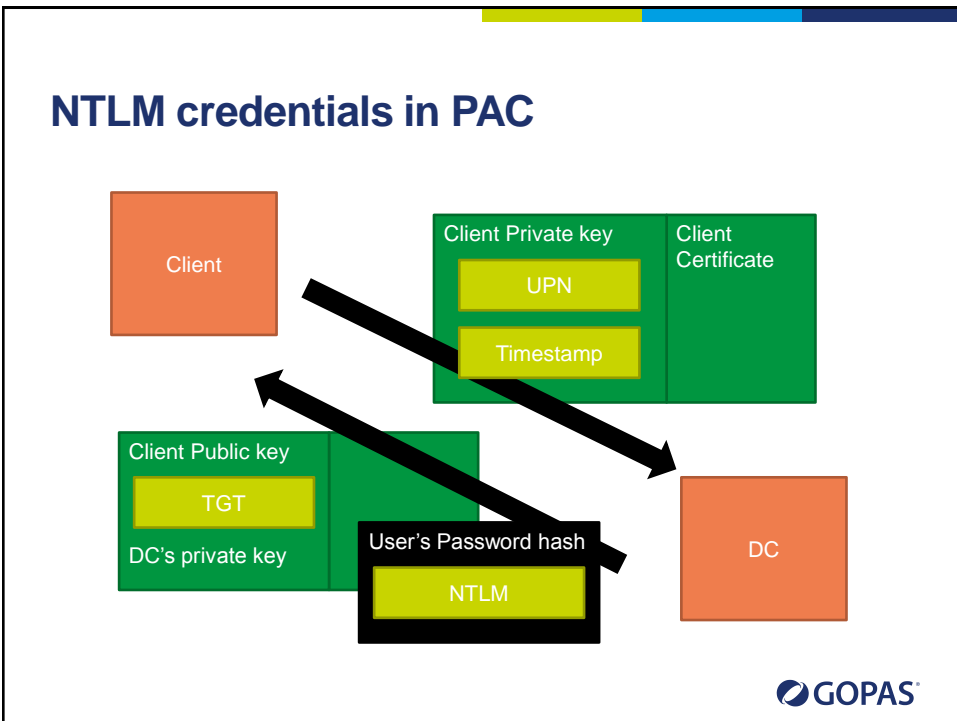 NTLM credentials in PAC
Client
Client Private key
Client
Certificate
UPN
Timestamp
Client Public key
TGT
DC's private key
User's Password hash
NTLM
DC
GOPAS